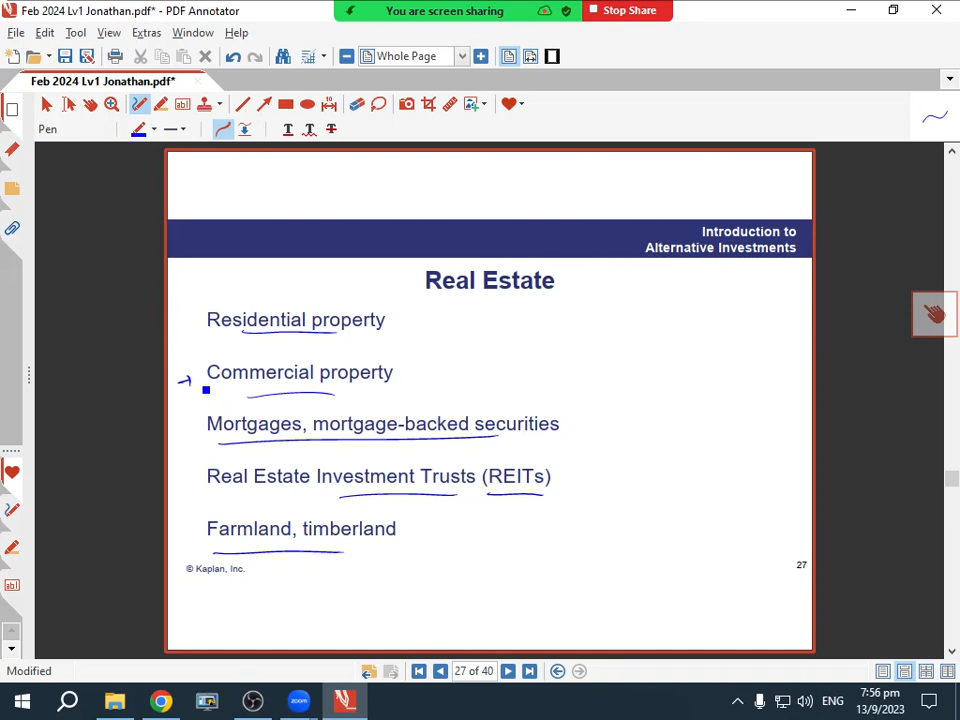 Feb 2024 Lv1 Jonathan.pdf* - PDF Annotator
You are screen sharing
Stop Share
File Edit Tool View Extras Window Help
Whole Page
Feb 2024 Lv1 Jonathan.pdf*
Pen
Introduction to
Alternative Investments
Real Estate
Residential property
Commercial property
Mortgages, mortgage-backed securities
Real Estate Investment Trusts (REITs)
Farmland, timberland
© Kaplan, Inc.
27
Modified
27 of 40
zoom
ENG
7:56 pm
13/9/2023